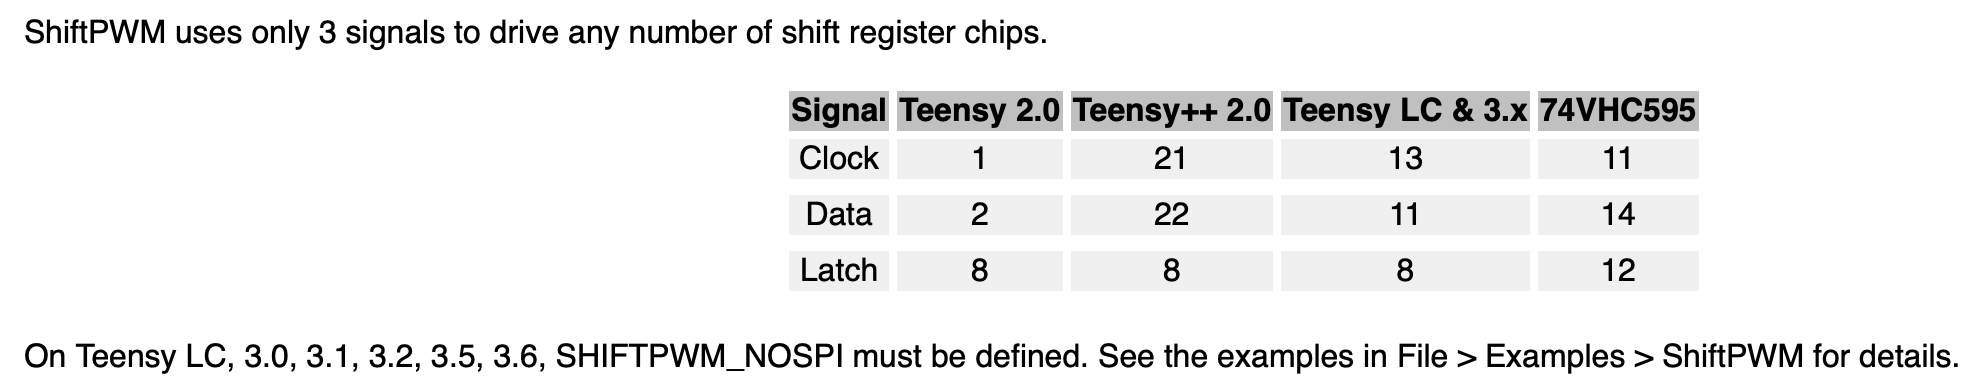 ShiftPWM uses only 3 signals to drive any number of shift register chips.
Signal Teensy 2.0 Teensy++ 2.0 Teensy LC & 3.x 74VHC595
Clock 1 21 13 11
Data 2 22 11 14
Latch 8 8 8 12
On Teensy LC, 3.0, 3.1, 3.2, 3.5, 3.6, SHIFTPWM_NOSPI must be defined. See the examples in File > Examples > ShiftPWM for details.